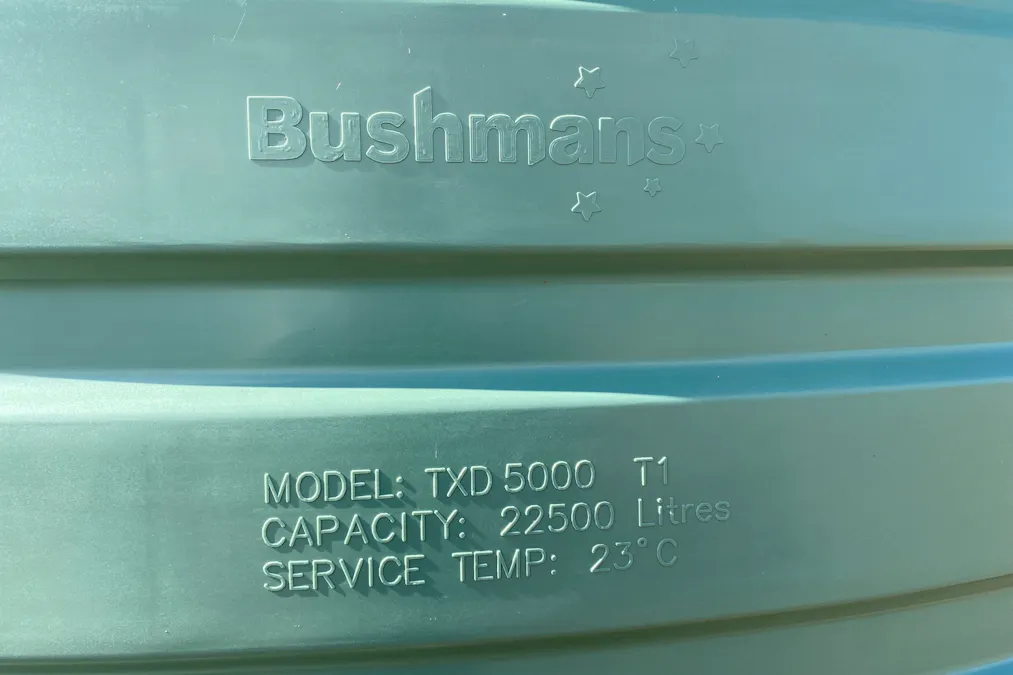 Bushmans
MODEL: TXD 5000 T1
CAPACITY: 22500 Litres
SERVICE TEMP: 23°C